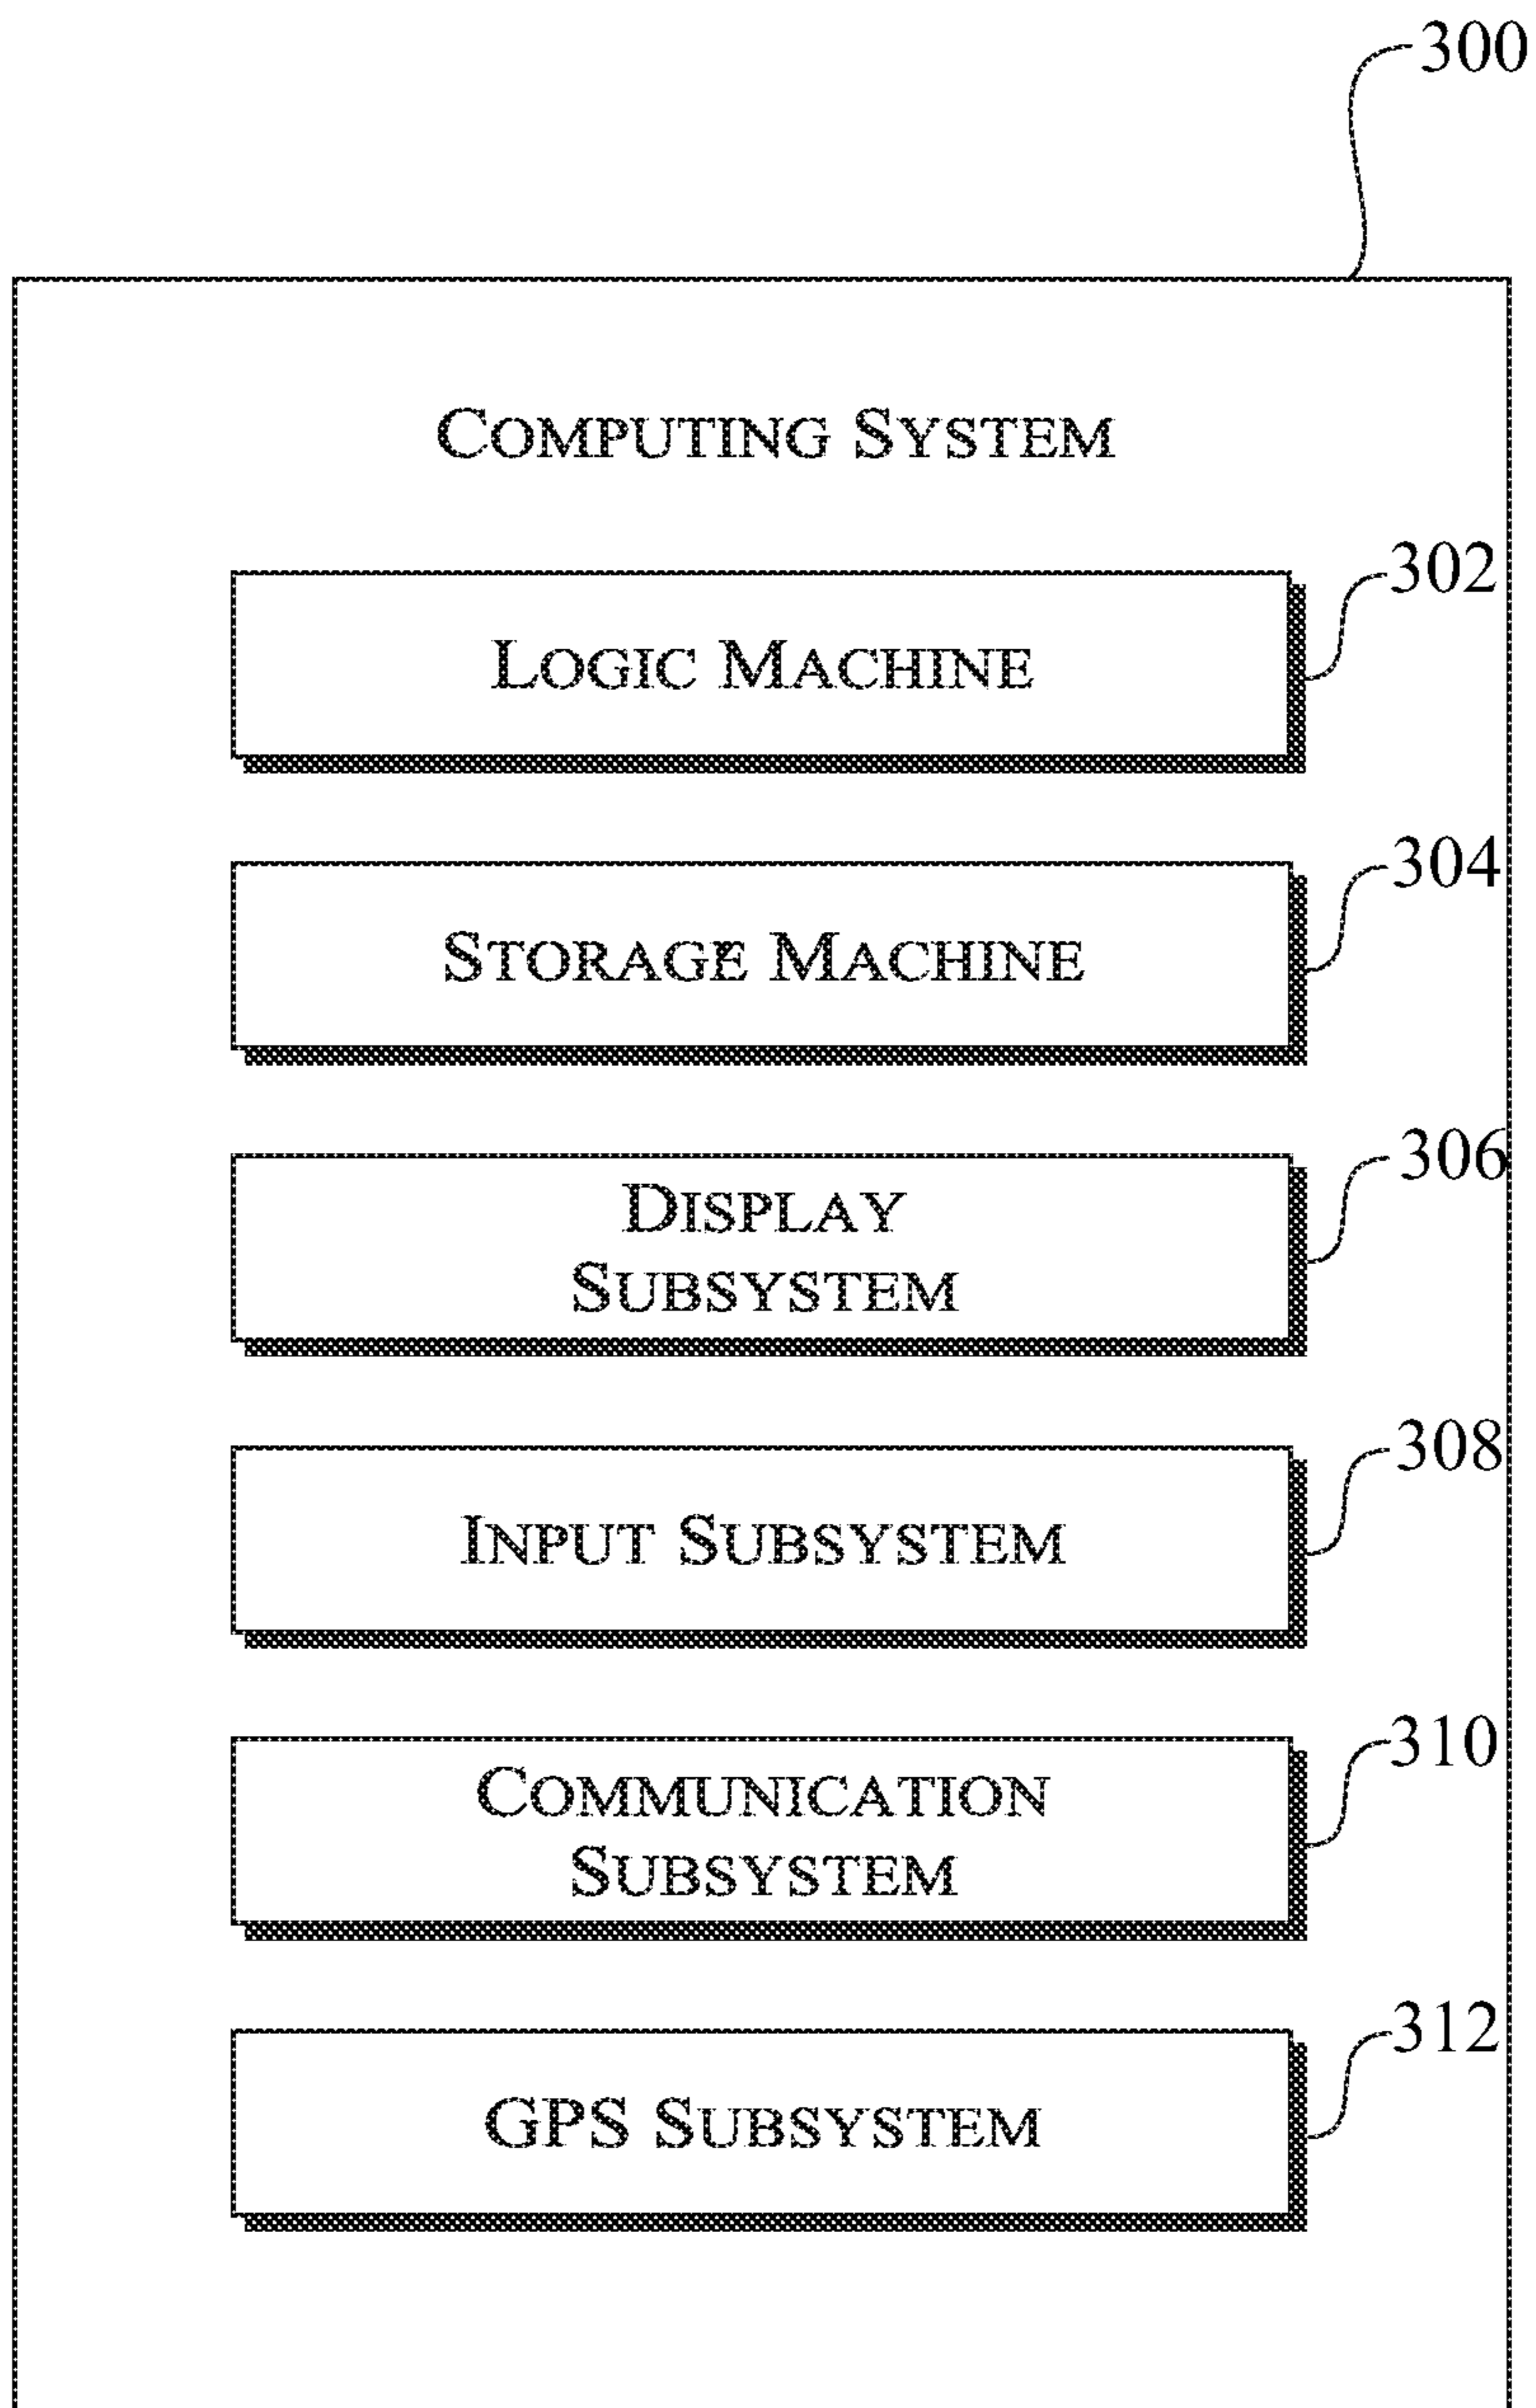 300
COMPUTING SYSTEM
302
LOGIC MACHINE
304
STORAGE MACHINE
306
DISPLAY
SUBSYSTEM
308
INPUT SUBSYSTEM
310
COMMUNICATION
SUBSYSTEM
312
GPS SUBSYSTEM